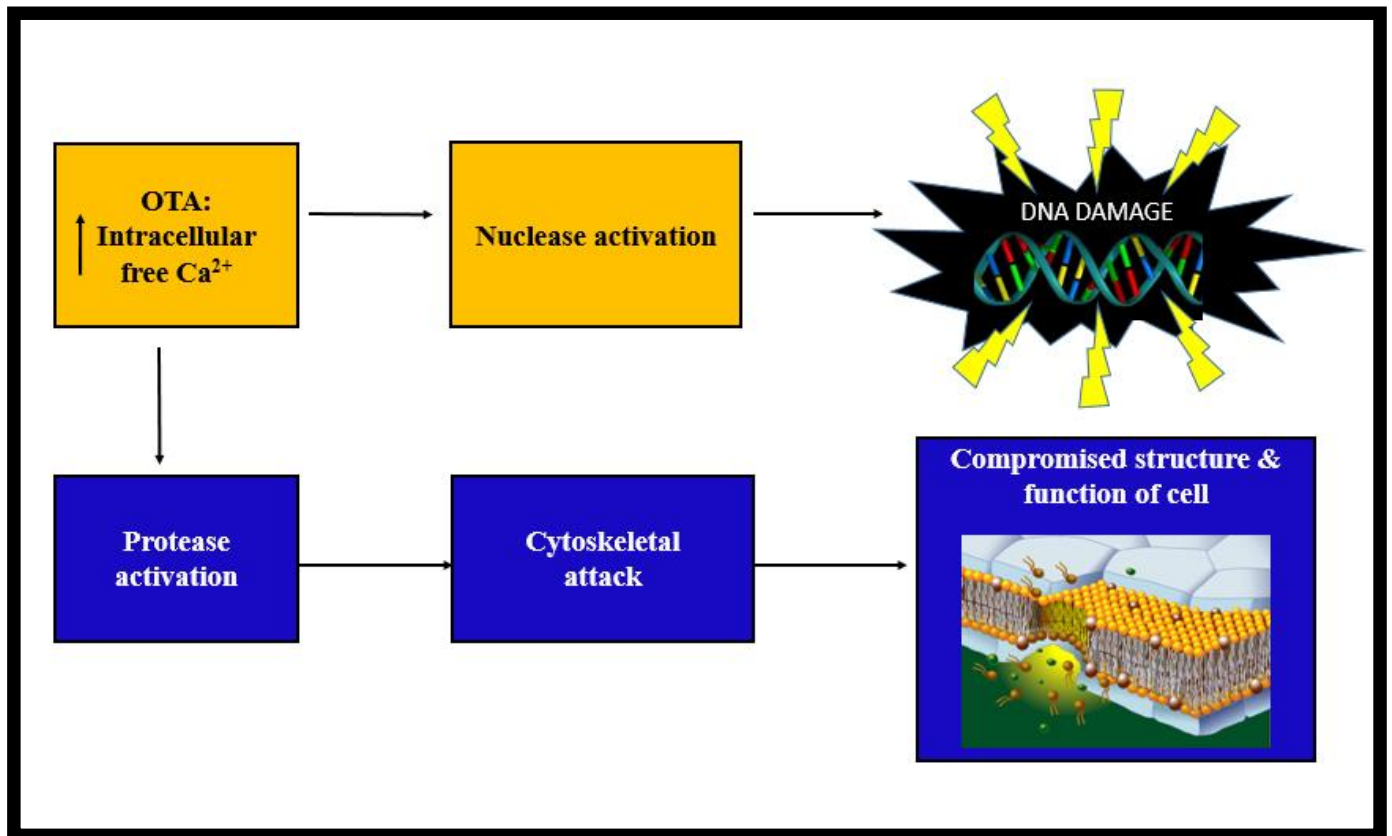 OTA:
Intracellular
free Ca²⁺
Nuclease activation
DNA DAMAGE
Protease
activation
Cytoskeletal
attack
Compromised structure &
function of cell